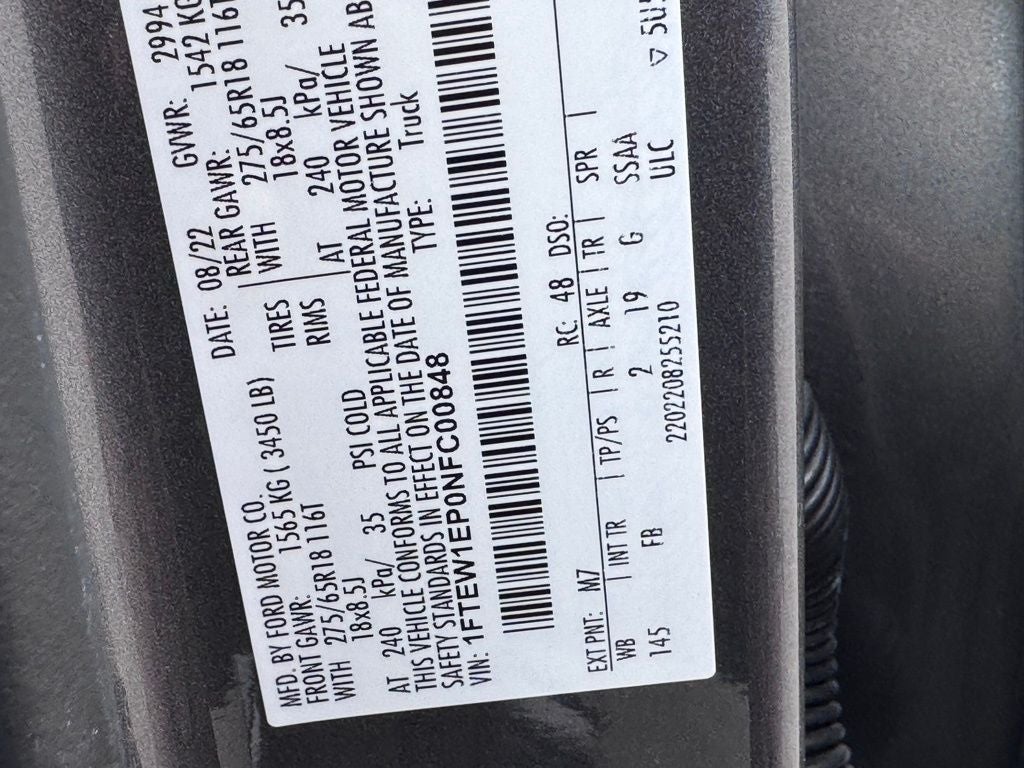 MFD. BY FORD MOTOR CO. DATE: 08/22 GVWR: 2994
FRONT GAWR: 1565 KG ( 3450 LB) REAR GAWR: 1542 KG
WITH 275/65R18 116T TIRES WITH 275/65R18 116T
18x8.5J RIMS 18x8.5J
AT 240 kPa/ 35 PSI COLD AT 240 kPa/ 35
THIS VEHICLE CONFORMS TO ALL APPLICABLE FEDERAL MOTOR VEHICLE
SAFETY STANDARDS IN EFFECT ON THE DATE OF MANUFACTURE SHOWN AB
VIN: 1FTEW1EP0NFC00848 TYPE: Truck
EXT PNT: M7 RC: 48 DSO:
WB | INT TR | TP/PS | R | AXLE | TR | SPR |
145 FB 2 19 G SSAA
220220825S210 ULC ▽